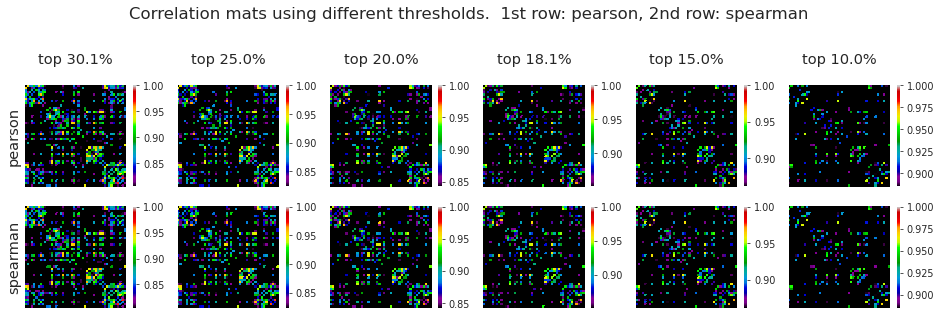 Correlation mats using different thresholds.  1st row: pearson, 2nd row: spearman
top 30.1% top 25.0% top 20.0% top 18.1% top 15.0% top 10.0%
pearson
1.00 1.00 1.00 1.00 1.00 1.000
0.95 0.95 0.95 0.95 0.95 0.975
0.90 0.90 0.90 0.90 0.90 0.950
0.85 0.85 0.85 0.925
0.900
spearman
1.00 1.00 1.00 1.00 1.00 1.000
0.95 0.95 0.95 0.95 0.95 0.975
0.90 0.90 0.90 0.90 0.90 0.950
0.85 0.85 0.85 0.925
0.900